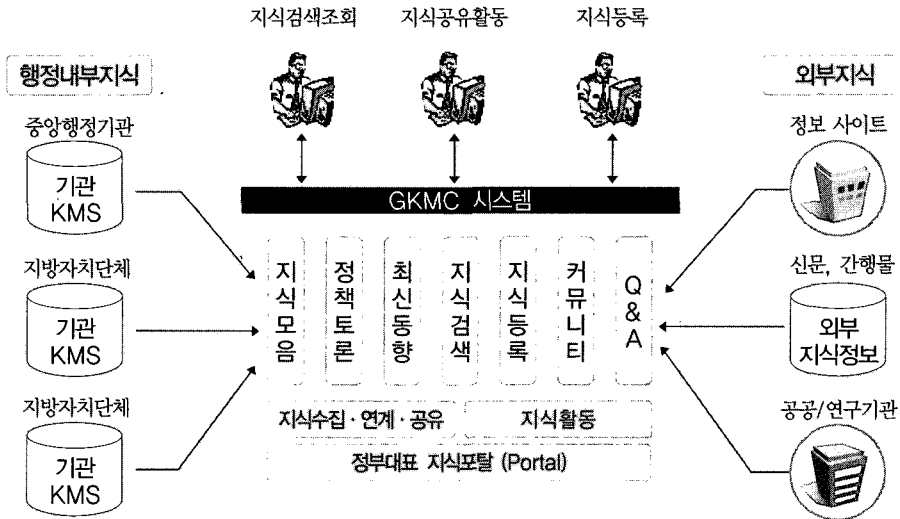 지식검색조회
지식공유활동
지식등록
행정내부지식
외부지식
중앙행정기관
기관
KMS
지방자치단체
기관
KMS
지방자치단체
기관
KMS
정보 사이트
신문, 간행물
외부
지식정보
공공/연구기관
GKMC 시스템
지식모음
정책토론
최신동향
지식검색
지식등록
커뮤니티
Q&A
지식수집·연계·공유
지식활동
정부대표 지식포탈 (Portal)